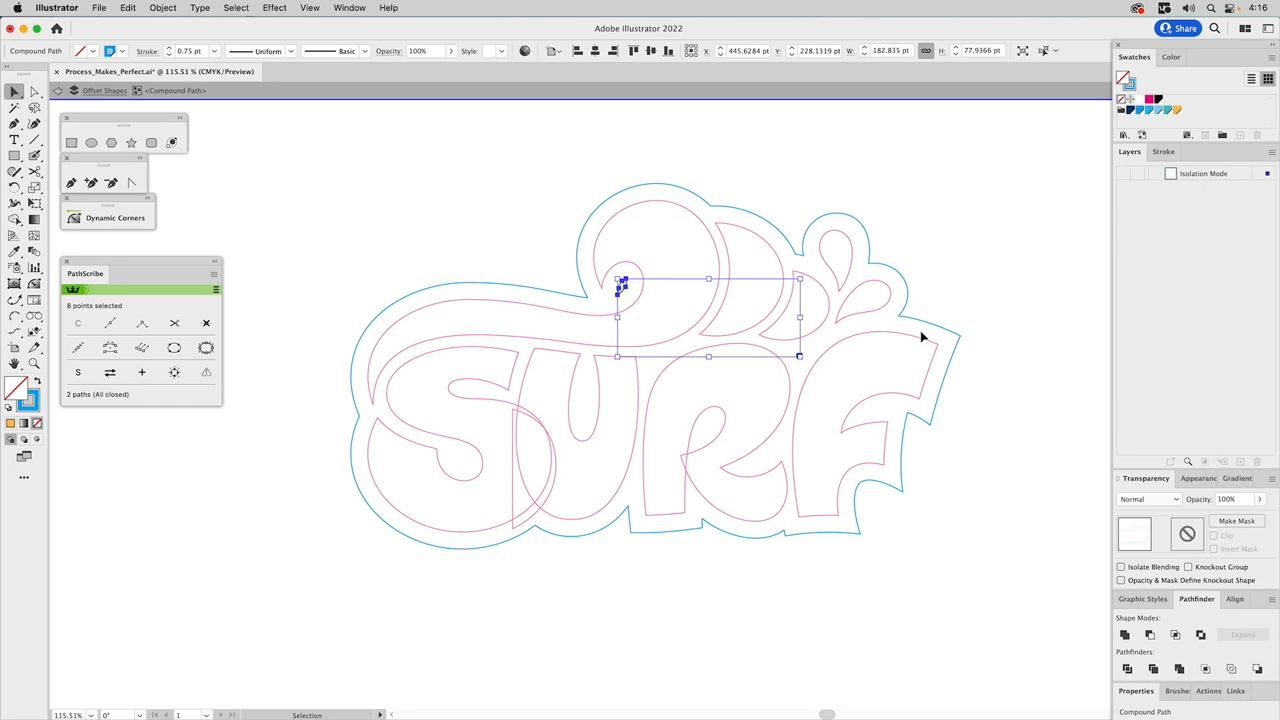 Illustrator File Edit Object Type Select Effect View Window Help 4:16
Adobe Illustrator 2022 Share
Compound Path Stroke: 0.75 pt Uniform Basic Opacity: 100% Style: X: 445.6284 pt Y: 228.1319 pt W: 182.835 pt H: 77.9366 pt
× Process_Makes_Perfect.ai* @ 115.51 % (CMYK/Preview)
Offset Shapes <Compound Path>
Dynamic Corners
PathScribe
8 points selected
C
S
2 paths (All closed)
SURF
Swatches Color
Layers Stroke
Isolation Mode
Transparency Appearanc Gradient
Normal Opacity: 100%
Make Mask
Clip
Invert Mask
Isolate Blending Knockout Group
Opacity & Mask Define Knockout Shape
Graphic Styles Pathfinder Align
Shape Modes:
Expand
Pathfinders:
Properties Brushe Actions Links
Compound Path
115.51% 0° 1 Selection